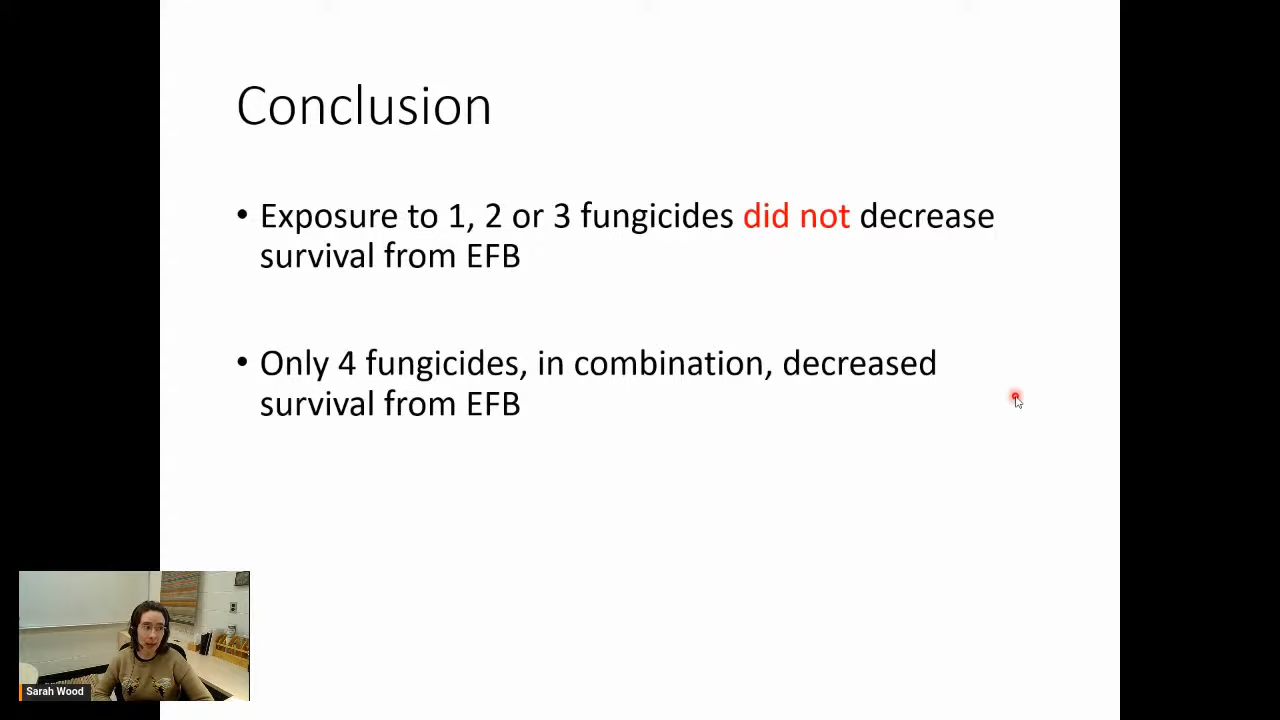 Conclusion
• Exposure to 1, 2 or 3 fungicides did not decrease
survival from EFB
• Only 4 fungicides, in combination, decreased
survival from EFB
Sarah Wood